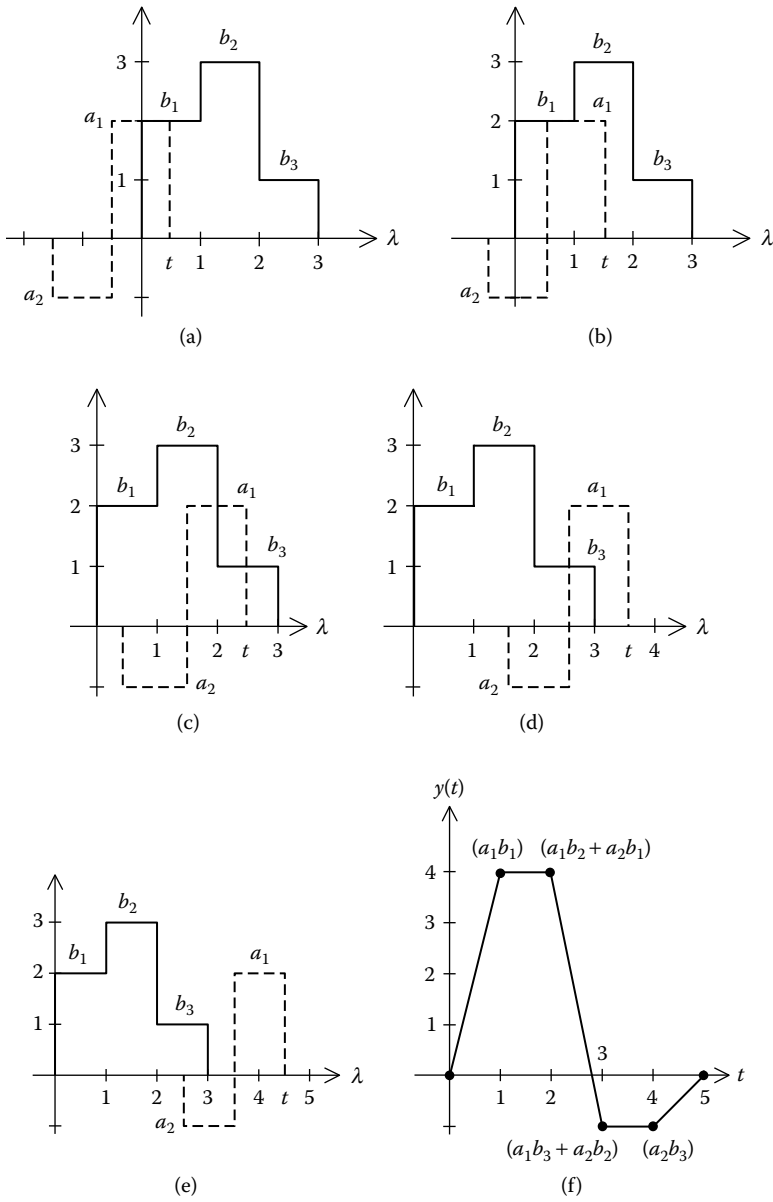 3
b₂
a₁
b₁
b₃
1
λ
t
1
2
3
a₂
(a)
3
b₂
2
b₁
a₁
1
b₃
λ
1
t
2
3
a₂
(b)
3
b₂
2
b₁
a₁
1
b₃
λ
1
2
t
3
a₂
(c)
3
b₂
2
b₁
a₁
1
b₃
λ
1
2
3
t
4
a₂
(d)
3
b₂
2
b₁
a₁
1
b₃
λ
1
2
3
4
t
5
a₂
(e)
y(t)
(a₁b₁)
(a₁b₂ + a₂b₁)
4
3
2
1
3
t
1
2
4
5
(a₁b₃ + a₂b₂)
(a₂b₃)
(f)